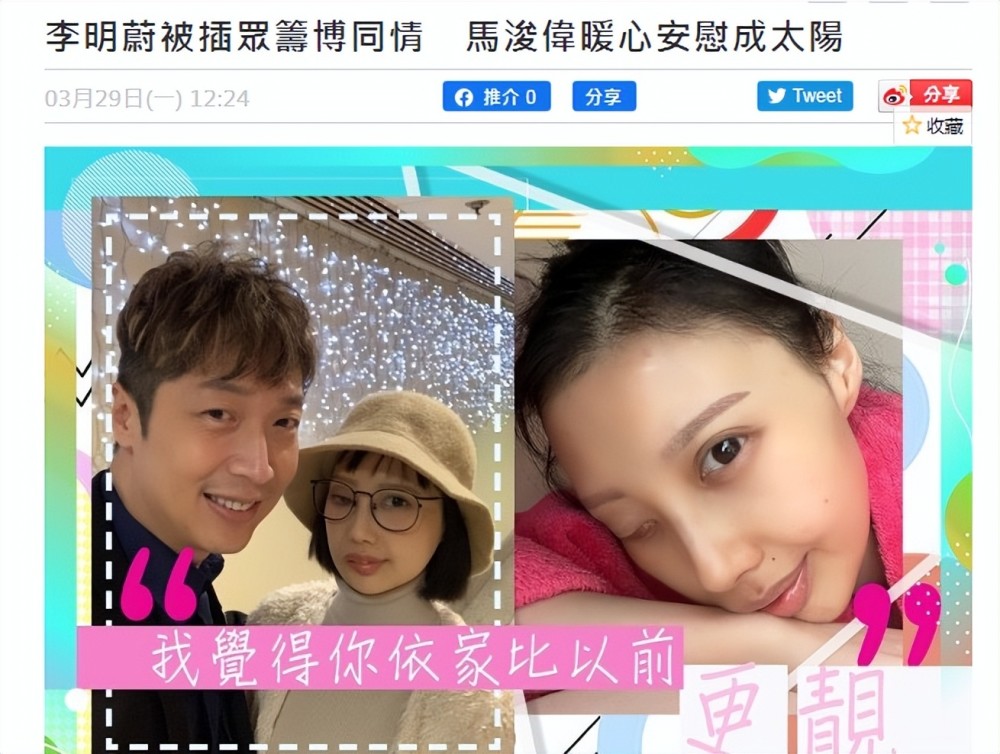 李明蔚被插眾籌博同情　馬浚偉暖心安慰成太陽
03月29日(一) 12:24
推介 0
分享
Tweet
分享
收藏
“我覺得你依家比以前
更靚”